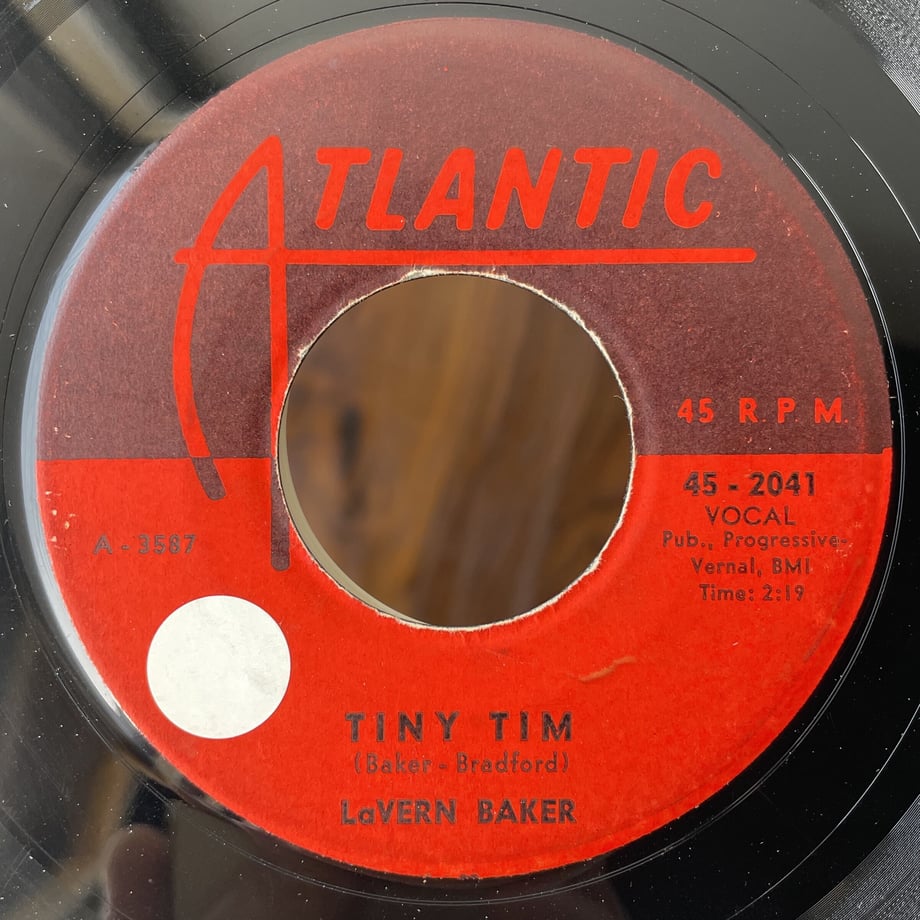 ATLANTIC
45 R.P.M.
45 - 2041
VOCAL
Pub., Progressive-
Vernal, BMI
Time: 2:19
A - 3587
TINY TIM
(Baker - Bradford)
LaVERN BAKER